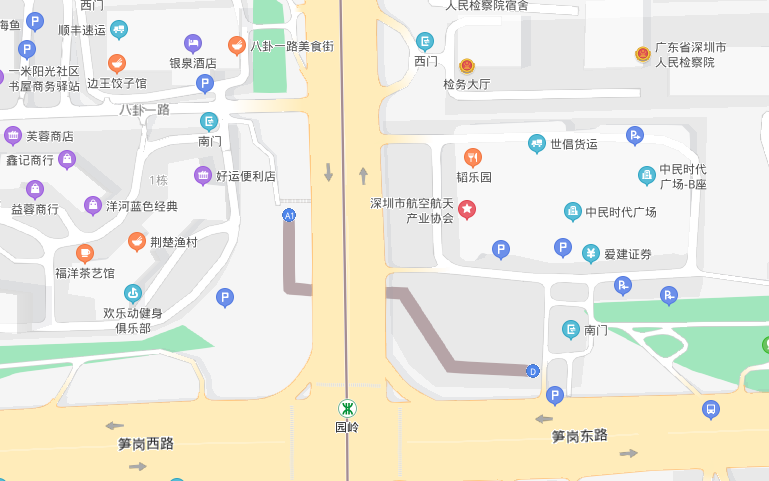 西门
人民检察院宿舍
海鱼
P
顺丰速运
P
银泉酒店
八卦一路美食街
西门
广东省深圳市
人民检察院
一米阳光社区
书屋商务驿站
边王饺子馆
P
检务大厅
八卦一路
南门
芙蓉商店
鑫记商行
世倡货运
P
1栋
好运便利店
韬乐园
中民时代
广场-B座
益蓉商行
洋河蓝色经典
A1
深圳市航空航天
产业协会
中民时代广场
荆楚渔村
P
P
¥
爱建证券
福洋茶艺馆
P
P
P
P
欢乐动健身
俱乐部
南门
D
P
园岭
笋岗西路
笋岗东路